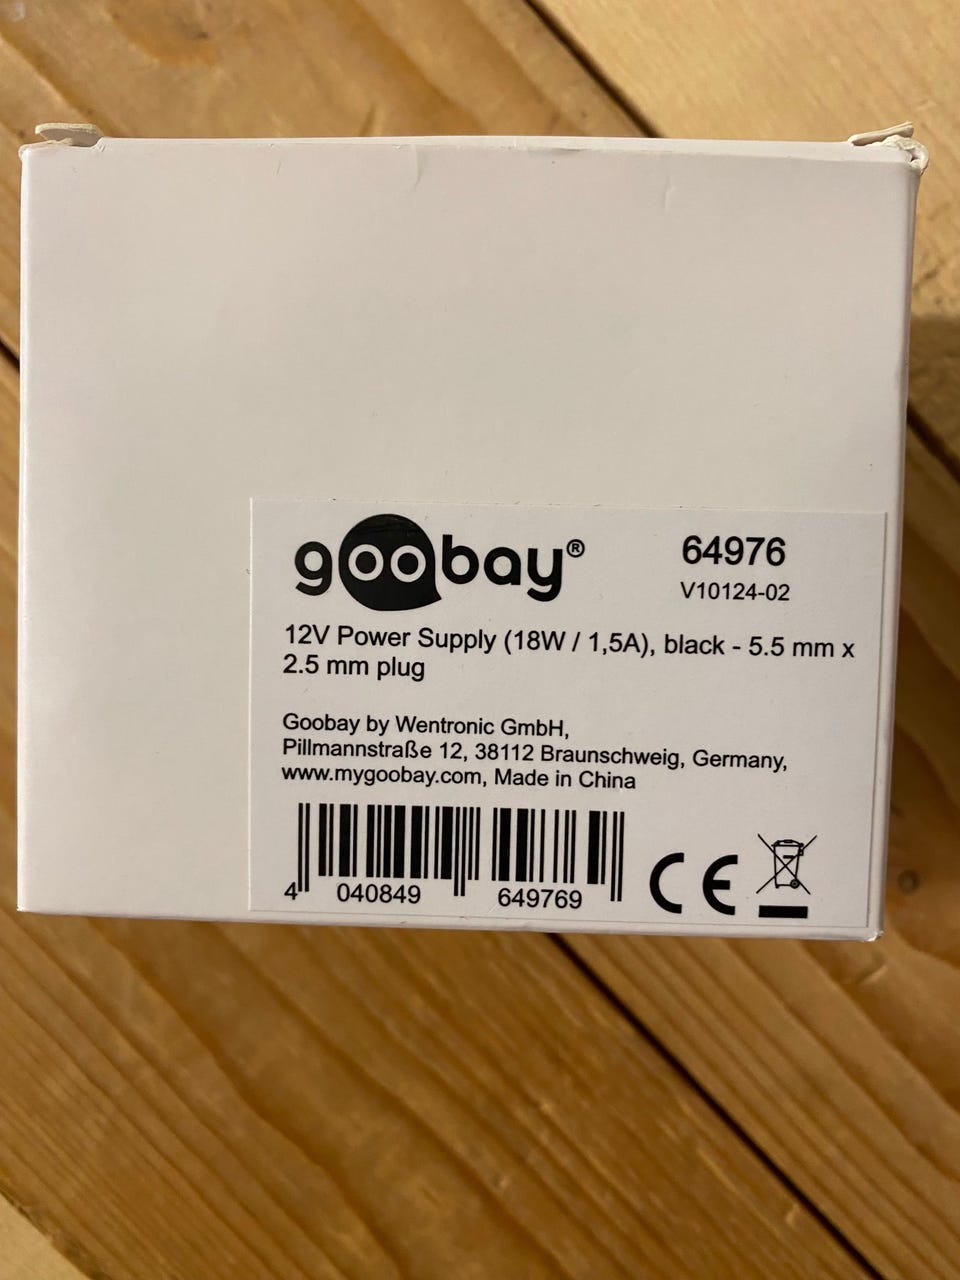 goobay®
64976
V10124-02
12V Power Supply (18W / 1,5A), black - 5.5 mm x
2.5 mm plug
Goobay by Wentronic GmbH,
Pillmannstraße 12, 38112 Braunschweig, Germany,
www.mygoobay.com, Made in China
4 040849 649769
CE